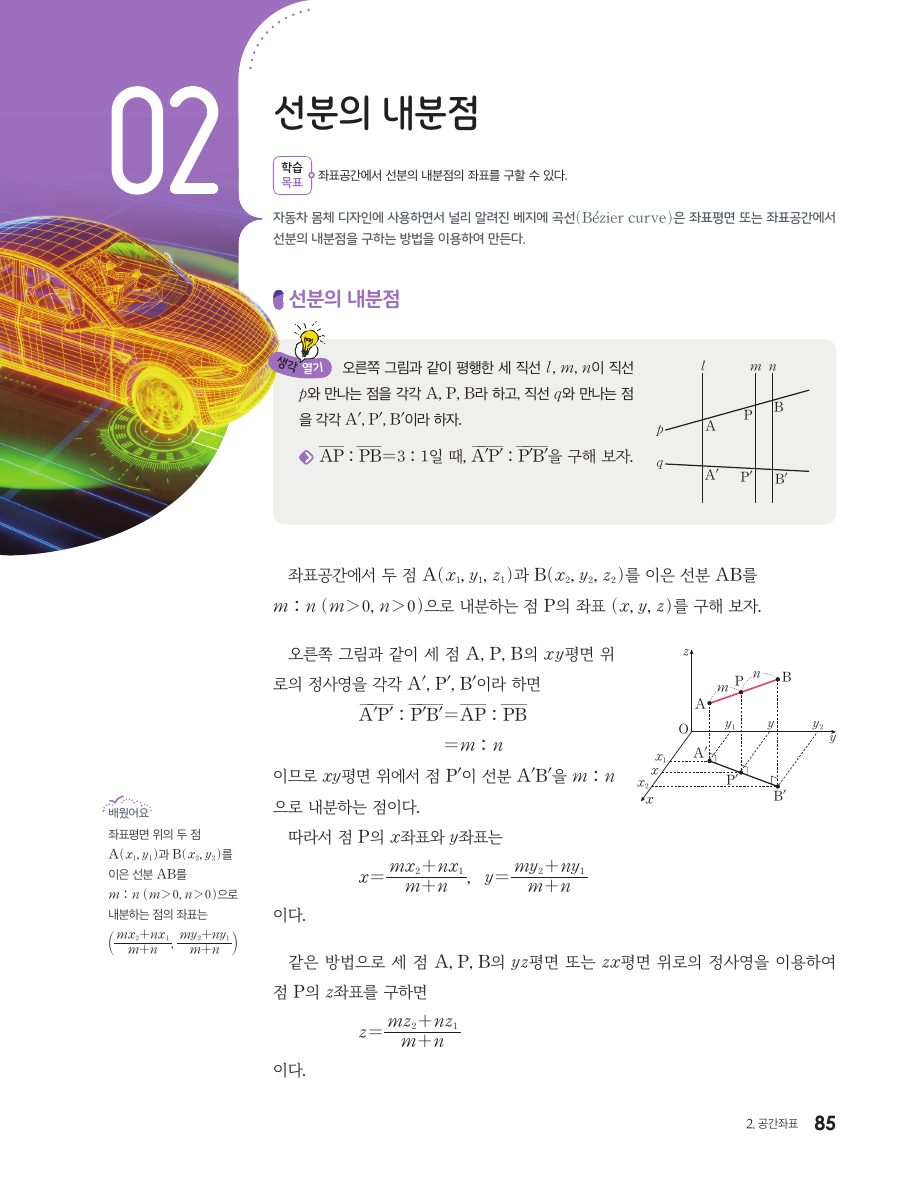 02
선분의 내분점
학습
목표
좌표공간에서 선분의 내분점의 좌표를 구할 수 있다.
자동차 몸체 디자인에 사용하면서 널리 알려진 베지에 곡선(Bézier curve)은 좌표평면 또는 좌표공간에서
선분의 내분점을 구하는 방법을 이용하여 만든다.
선분의 내분점
생각 열기
오른쪽 그림과 같이 평행한 세 직선 l, m, n이 직선
p와 만나는 점을 각각 A, P, B라 하고, 직선 q와 만나는 점
을 각각 A′, P′, B′이라 하자.
A̅P̅ : P̅B̅=3 : 1일 때, A̅′P̅′ : P̅′B̅′을 구해 보자.
l m n
p A P B
q A′ P′ B′
좌표공간에서 두 점 A(x₁, y₁, z₁)과 B(x₂, y₂, z₂)를 이은 선분 AB를
m : n (m>0, n>0)으로 내분하는 점 P의 좌표 (x, y, z)를 구해 보자.
오른쪽 그림과 같이 세 점 A, P, B의 xy평면 위
로의 정사영을 각각 A′, P′, B′이라 하면
A̅′P̅′ : P̅′B̅′=A̅P̅ : P̅B̅
=m : n
이므로 xy평면 위에서 점 P′이 선분 A′B′을 m : n
으로 내분하는 점이다.
따라서 점 P의 x좌표와 y좌표는
x=(mx₂+nx₁)/(m+n), y=(my₂+ny₁)/(m+n)
이다.
z
A m P n B
O y₁ y y₂ y
x₁ A′
x P′
x₂ B′
x
배웠어요
좌표평면 위의 두 점
A(x₁, y₁)과 B(x₂, y₂)를
이은 선분 AB를
m : n (m>0, n>0)으로
내분하는 점의 좌표는
((mx₂+nx₁)/(m+n), (my₂+ny₁)/(m+n))
같은 방법으로 세 점 A, P, B의 yz평면 또는 zx평면 위로의 정사영을 이용하여
점 P의 z좌표를 구하면
z=(mz₂+nz₁)/(m+n)
이다.
2. 공간좌표 85